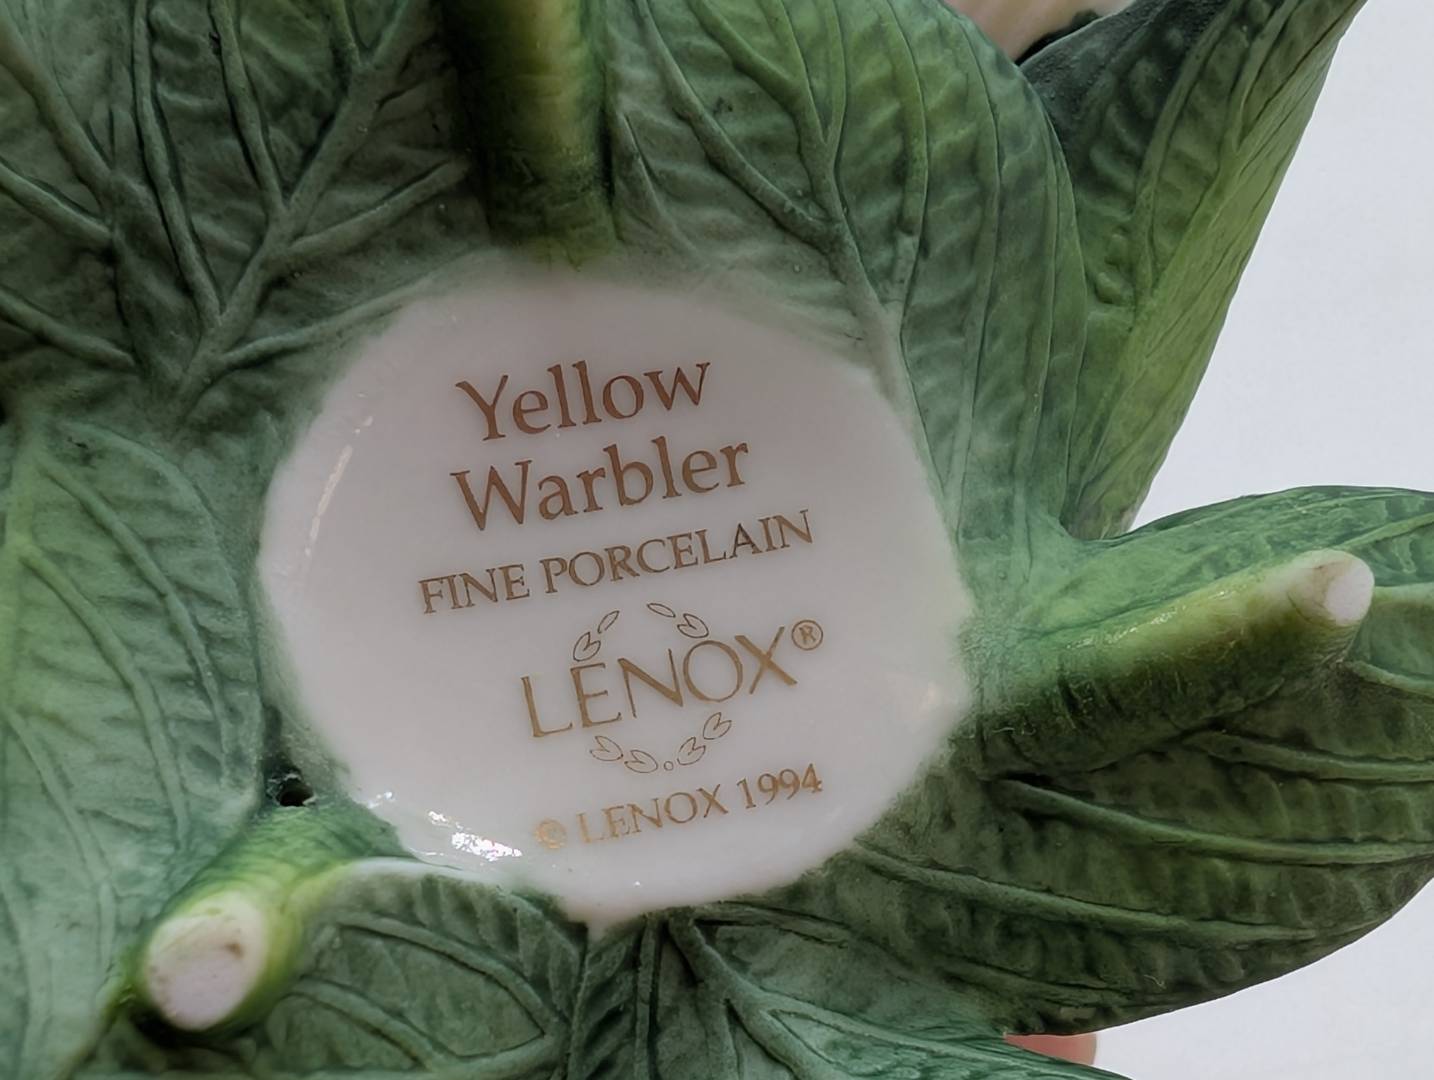 Yellow
Warbler
FINE PORCELAIN
LENOX®
© LENOX 1994